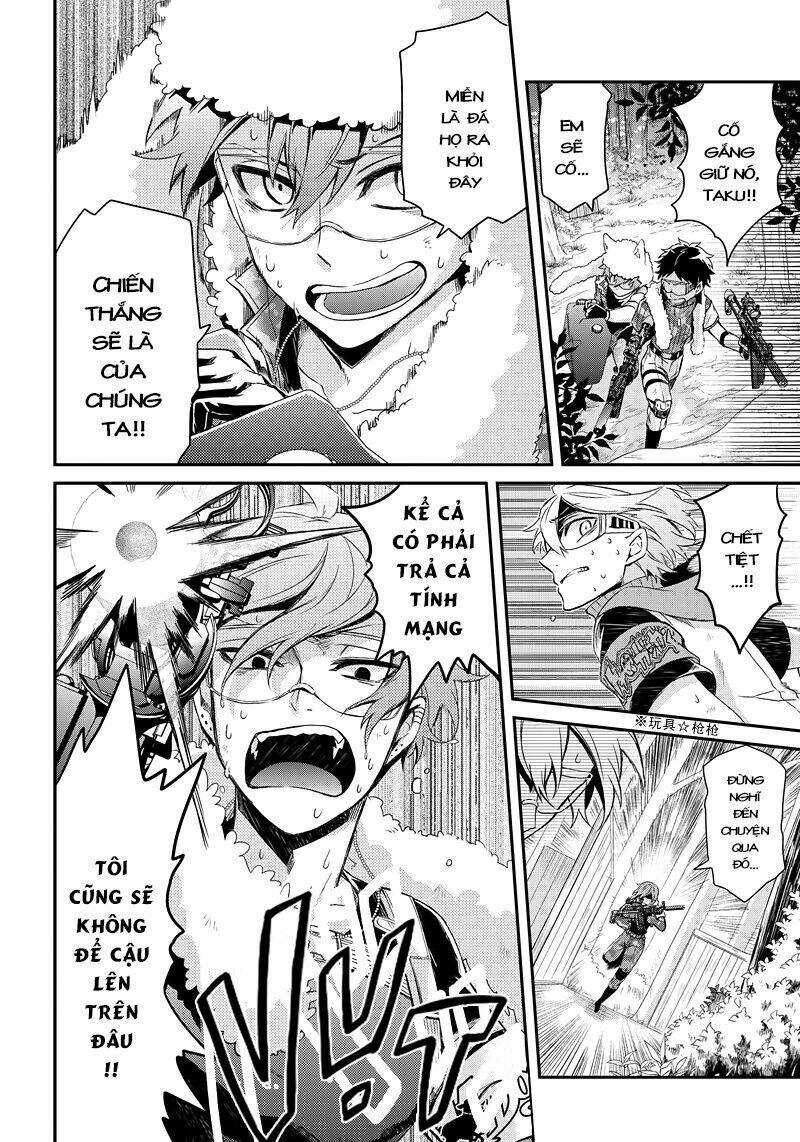 CỐ
GẮNG
GIỮ NÓ,
TAKU!!
EM
SẼ
CỐ...
MIỄN
LÀ ĐÁ
HỌ RA
KHỎI
ĐÂY
CHIẾN
THẮNG
SẼ LÀ
CỦA
CHÚNG
TA!!
CHẾT
TIỆT
...!!
※玩具☆枪枪
ĐỪNG
NGHĨ
ĐẾN
CHUYỆN
QUA
ĐÓ...
KỂ CẢ
CÓ PHẢI
TRẢ CẢ
TÍNH
MẠNG
TÔI
CŨNG SẼ
KHÔNG
ĐỂ CẬU
LÊN
TRÊN
ĐÂU
!!
VỤT